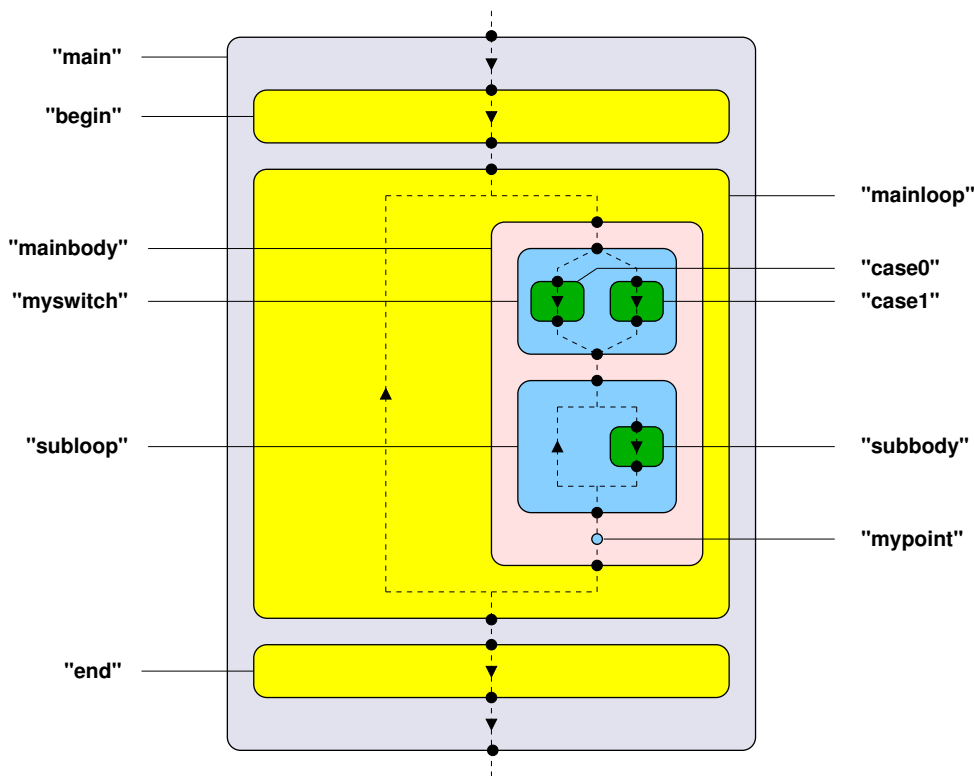 "main"
"begin"
"mainloop"
"mainbody"
"case0"
"myswitch"
"case1"
"subloop"
"subbody"
"mypoint"
"end"